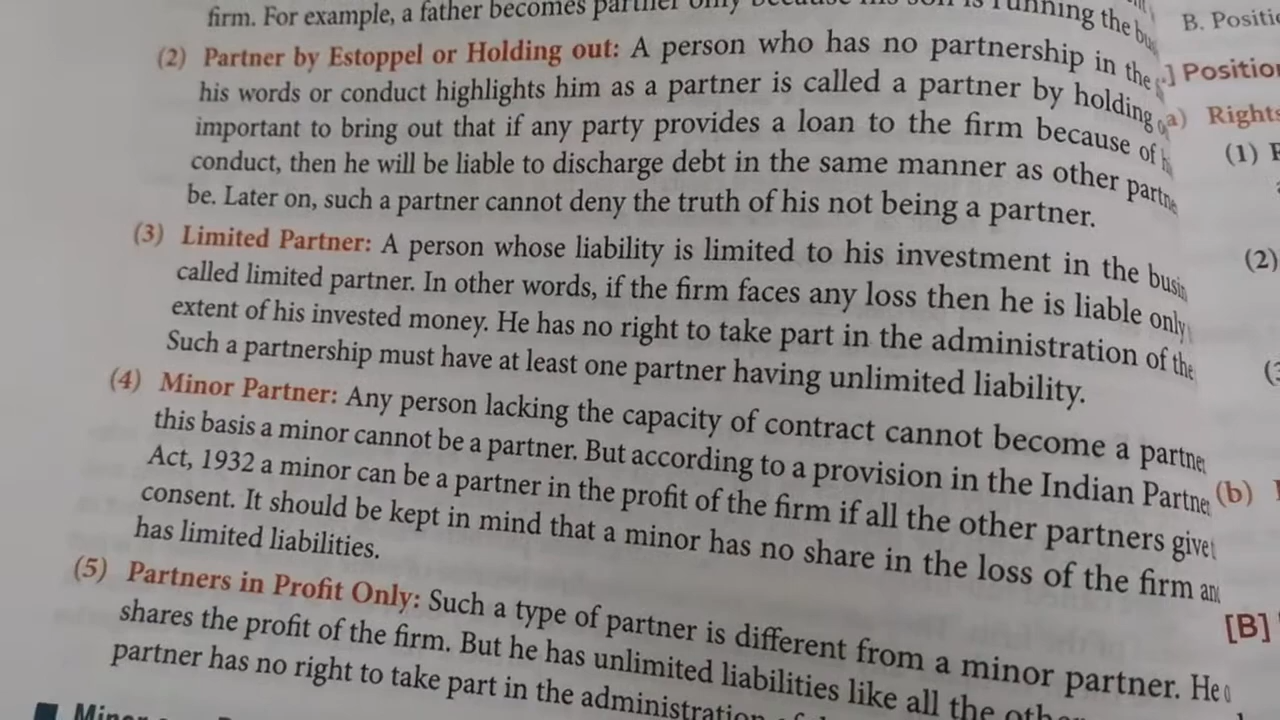 firm. For example, a father becomes partner only because his son is running the
(2) Partner by Estoppel or Holding out: A person who has no partnership in the
his words or conduct highlights him as a partner is called a partner by holding
important to bring out that if any party provides a loan to the firm because of
conduct, then he will be liable to discharge debt in the same manner as other partne
be. Later on, such a partner cannot deny the truth of his not being a partner.
(3) Limited Partner: A person whose liability is limited to his investment in the busin
called limited partner. In other words, if the firm faces any loss then he is liable only
extent of his invested money. He has no right to take part in the administration of the
Such a partnership must have at least one partner having unlimited liability.
(4) Minor Partner: Any person lacking the capacity of contract cannot become a partner
this basis a minor cannot be a partner. But according to a provision in the Indian Partner
Act, 1932 a minor can be a partner in the profit of the firm if all the other partners give
consent. It should be kept in mind that a minor has no share in the loss of the firm and
has limited liabilities.
(5) Partners in Profit Only: Such a type of partner is different from a minor partner. He
shares the profit of the firm. But he has unlimited liabilities like all the other
partner has no right to take part in the administration of
B. Positio
] Position
a) Rights
(1)
(2)
(b)
[B]